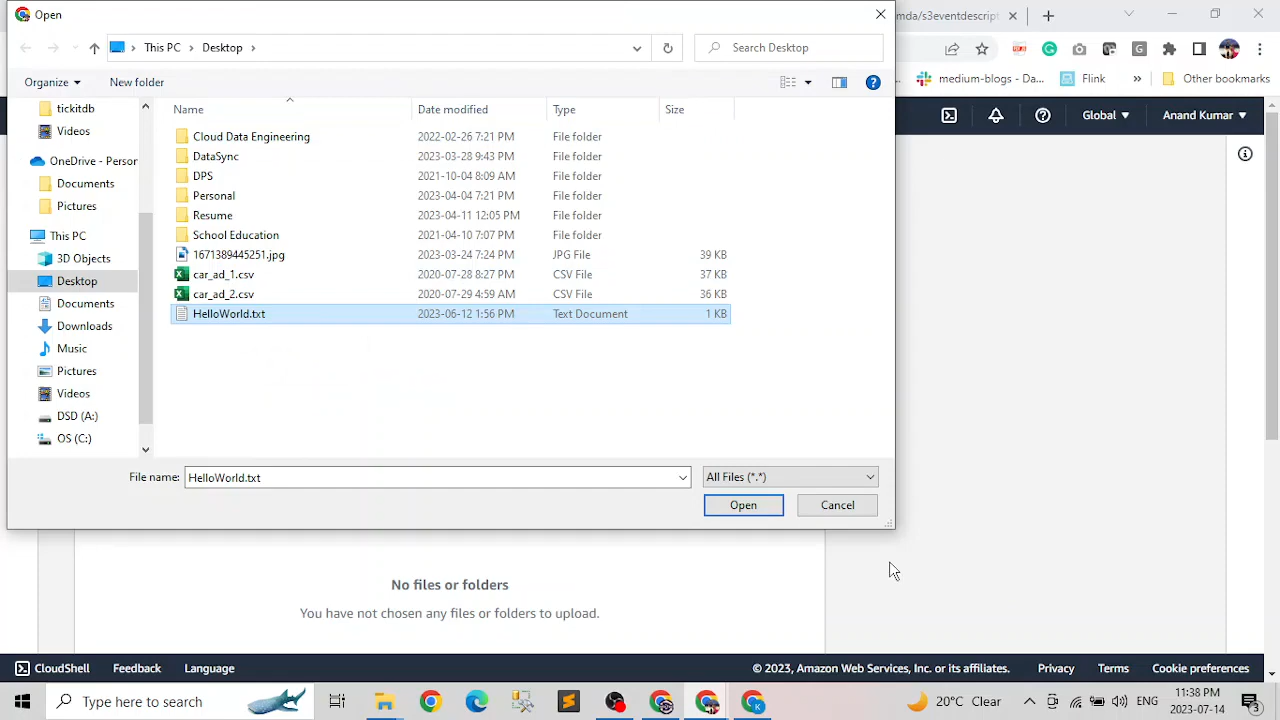 Open
mda/s3eventdescript
This PC
Desktop
Search Desktop
medium-blogs - Da...
Flink
»
Other bookmarks
Organize
New folder
Global
Anand Kumar
tickitdb
Videos
OneDrive - Person
Documents
Pictures
This PC
3D Objects
Desktop
Documents
Downloads
Music
Pictures
Videos
DSD (A:)
OS (C:)
Name Date modified Type Size
Cloud Data Engineering 2022-02-26 7:21 PM File folder
DataSync 2023-03-28 9:43 PM File folder
DPS 2021-10-04 8:09 AM File folder
Personal 2023-04-04 7:21 PM File folder
Resume 2023-04-11 12:05 PM File folder
School Education 2021-04-10 7:07 PM File folder
1671389445251.jpg 2023-03-24 7:24 PM JPG File 39 KB
car_ad_1.csv 2020-07-28 8:27 PM CSV File 37 KB
car_ad_2.csv 2020-07-29 4:59 AM CSV File 36 KB
HelloWorld.txt 2023-06-12 1:56 PM Text Document 1 KB
File name: HelloWorld.txt
All Files (*.*)
Open
Cancel
No files or folders
You have not chosen any files or folders to upload.
CloudShell Feedback Language
© 2023, Amazon Web Services, Inc. or its affiliates. Privacy Terms Cookie preferences
Type here to search
20°C Clear
ENG
11:38 PM
2023-07-14
3